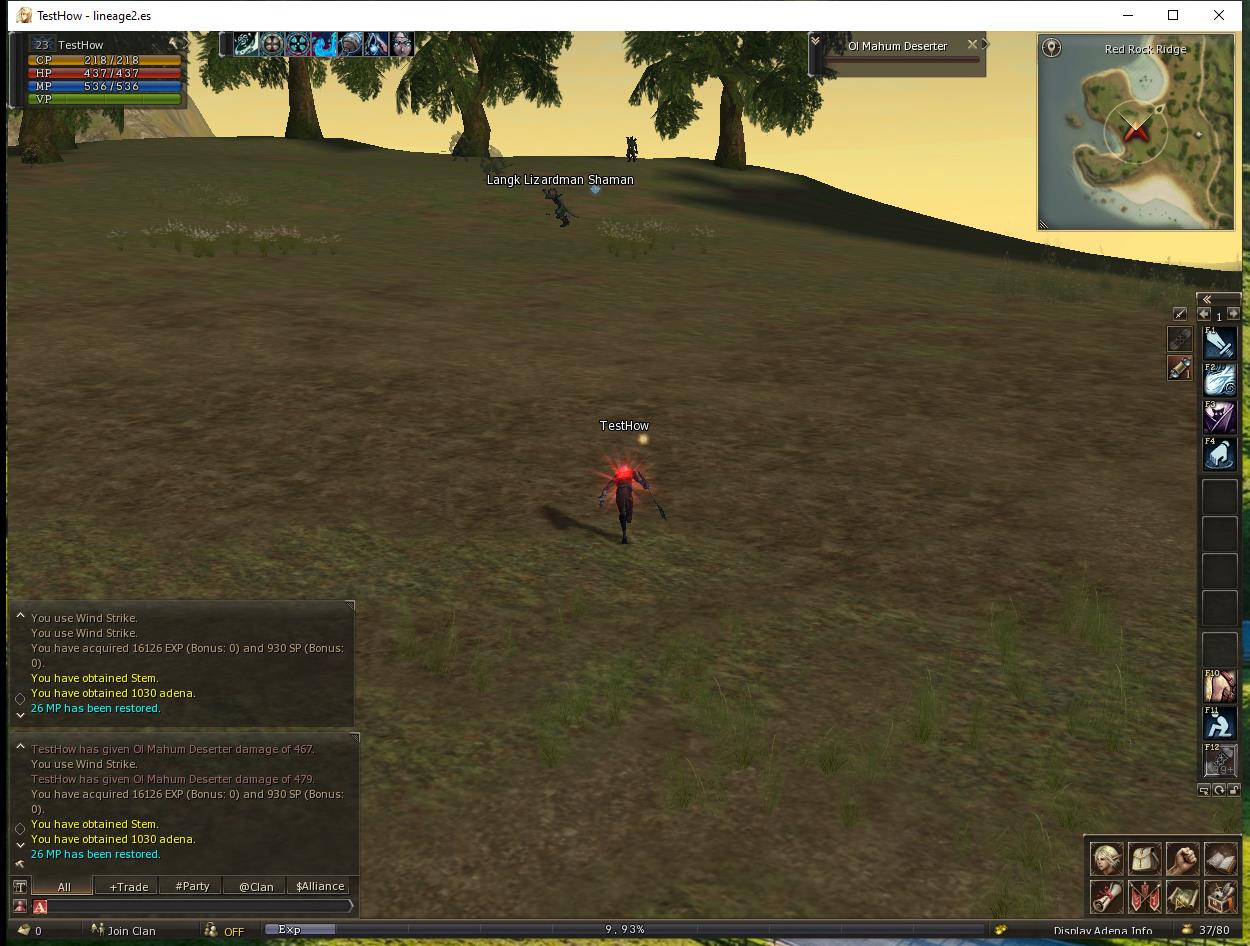 TestHow - lineage2.es
23 TestHow
CP 218/218
HP 437/437
MP 536/536
VP
Ol Mahum Deserter
Red Rock Ridge
Langk Lizardman Shaman
1
1
F1
F2
F3
F4
TestHow
You use Wind Strike.
You use Wind Strike.
You have acquired 16126 EXP (Bonus: 0) and 930 SP (Bonus:
0).
You have obtained Stem.
You have obtained 1030 adena.
26 MP has been restored.
F10
F11
F12
99+
TestHow has given Ol Mahum Deserter damage of 467.
You use Wind Strike.
TestHow has given Ol Mahum Deserter damage of 479.
You have acquired 16126 EXP (Bonus: 0) and 930 SP (Bonus:
0).
You have obtained Stem.
You have obtained 1030 adena.
26 MP has been restored.
T All +Trade #Party @Clan $Alliance
A
0 Join Clan OFF Exp 9.93% Display Adena Info 37/80